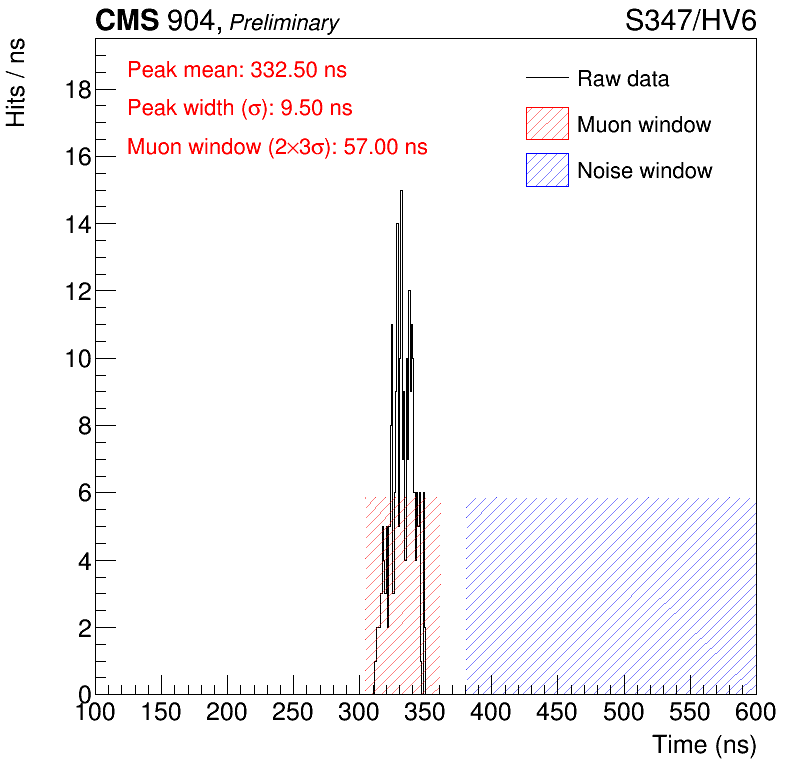 CMS 904, Preliminary
S347/HV6
Hits / ns
Peak mean: 332.50 ns
Peak width (σ): 9.50 ns
Muon window (2×3σ): 57.00 ns
Raw data
Muon window
Noise window
18
16
14
12
10
8
6
4
2
0
100 150 200 250 300 350 400 450 500 550 600
Time (ns)